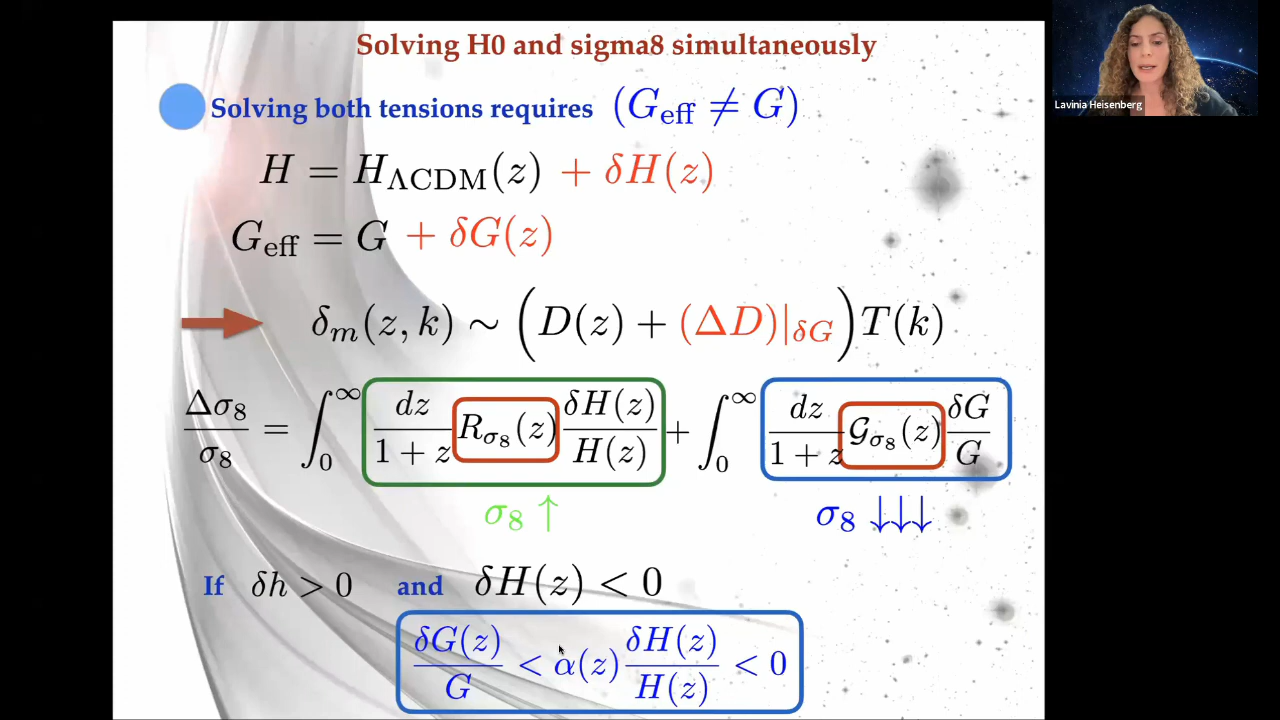 Solving H0 and sigma8 simultaneously
Solving both tensions requires (G_eff ≠ G)
H = H_ΛCDM(z) + δH(z)
G_eff = G + δG(z)
δ_m(z, k) ∼ (D(z) + (ΔD)|_δG) T(k)
Δσ_8/σ_8 = ∫_0^∞ dz/(1 + z) R_σ_8(z) δH(z)/H(z) + ∫_0^∞ dz/(1 + z) 𝒢_σ_8(z) δG/G
σ_8 ↑ σ_8 ↓↓↓
If δh > 0 and δH(z) < 0
δG(z)/G < α(z) δH(z)/H(z) < 0
Lavinia Heisenberg